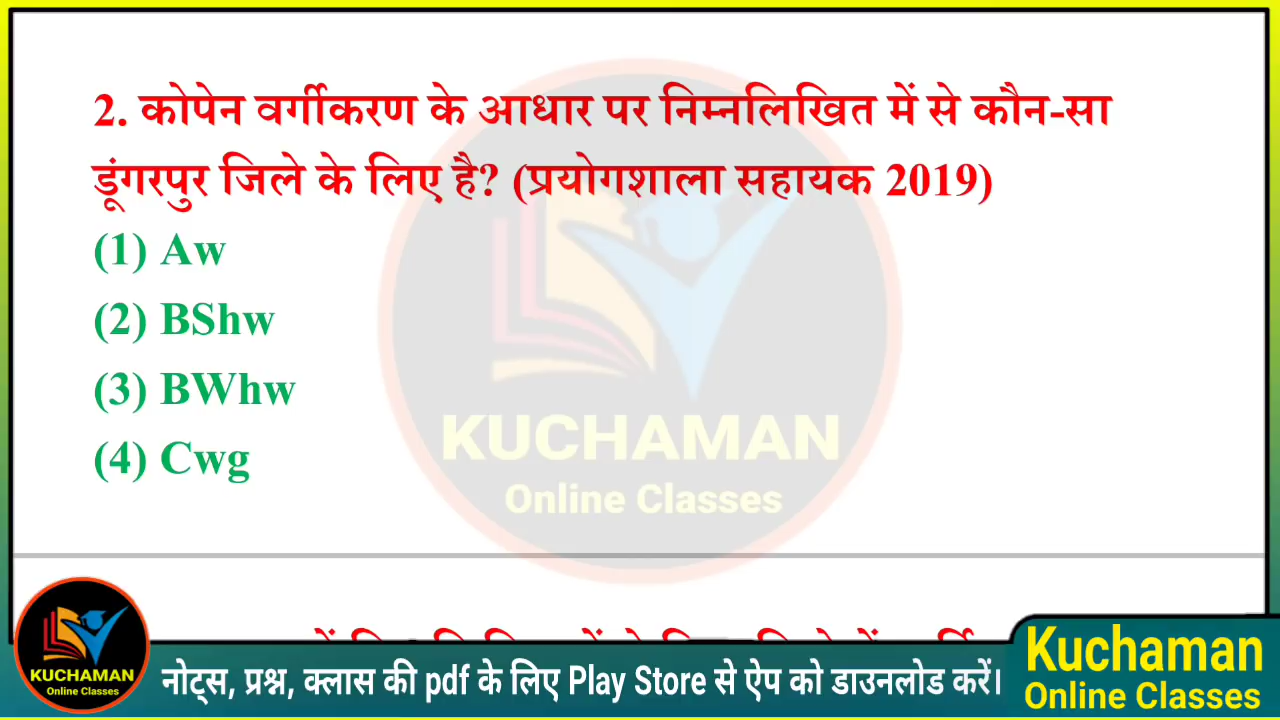 2. कोपेन वर्गीकरण के आधार पर निम्नलिखित में से कौन-सा
डूंगरपुर जिले के लिए है? (प्रयोगशाला सहायक 2019)
(1) Aw
(2) BShw
(3) BWhw
(4) Cwg
KUCHAMAN
Online Classes
KUCHAMAN
Online Classes
नोट्स, प्रश्न, क्लास की pdf के लिए Play Store से ऐप को डाउनलोड करें।
Kuchaman
Online Classes